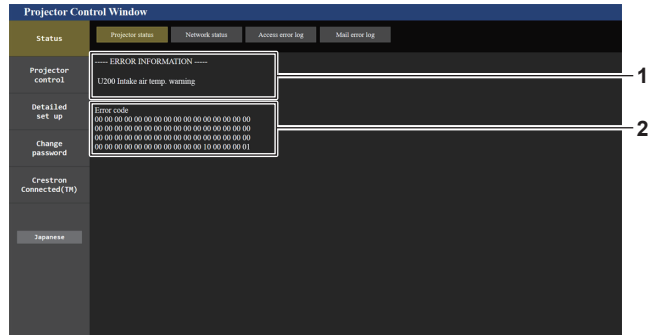 Projector Control Window
Status
Projector status
Network status
Access error log
Mail error log
Projector
control
Detailed
set up
Change
password
Crestron
Connected(TM)
Japanese
----- ERROR INFORMATION -----
U200 Intake air temp. warning
1
Error code
00 00 00 00 00 00 00 00 00 00 00 00 00 00 00 00
00 00 00 00 00 00 00 00 00 00 00 00 00 00 00 00
00 00 00 00 00 00 00 00 00 00 00 00 00 00 00 00
00 00 00 00 00 00 00 00 00 00 00 10 00 00 00 01
2